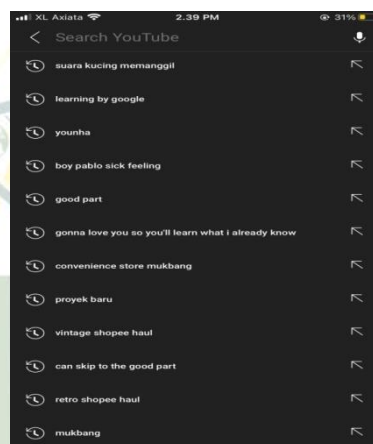 XL Axiata 2.39 PM 31%
Search YouTube
suara kucing memanggil
learning by google
younha
boy pablo sick feeling
good part
gonna love you so you'll learn what i already know
convenience store mukbang
proyek baru
vintage shopee haul
can skip to the good part
retro shopee haul
mukbang